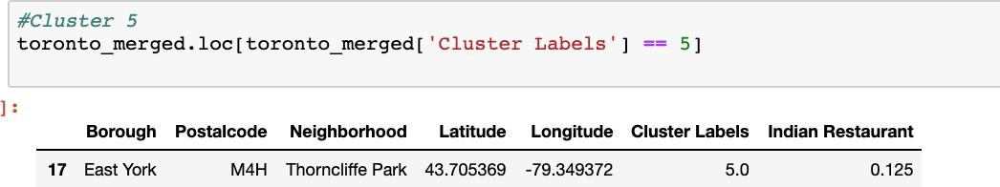 #Cluster 5
toronto_merged.loc[toronto_merged['Cluster Labels'] == 5]
]:
Borough Postalcode Neighborhood Latitude Longitude Cluster Labels Indian Restaurant
17 East York M4H Thorncliffe Park 43.705369 -79.349372 5.0 0.125